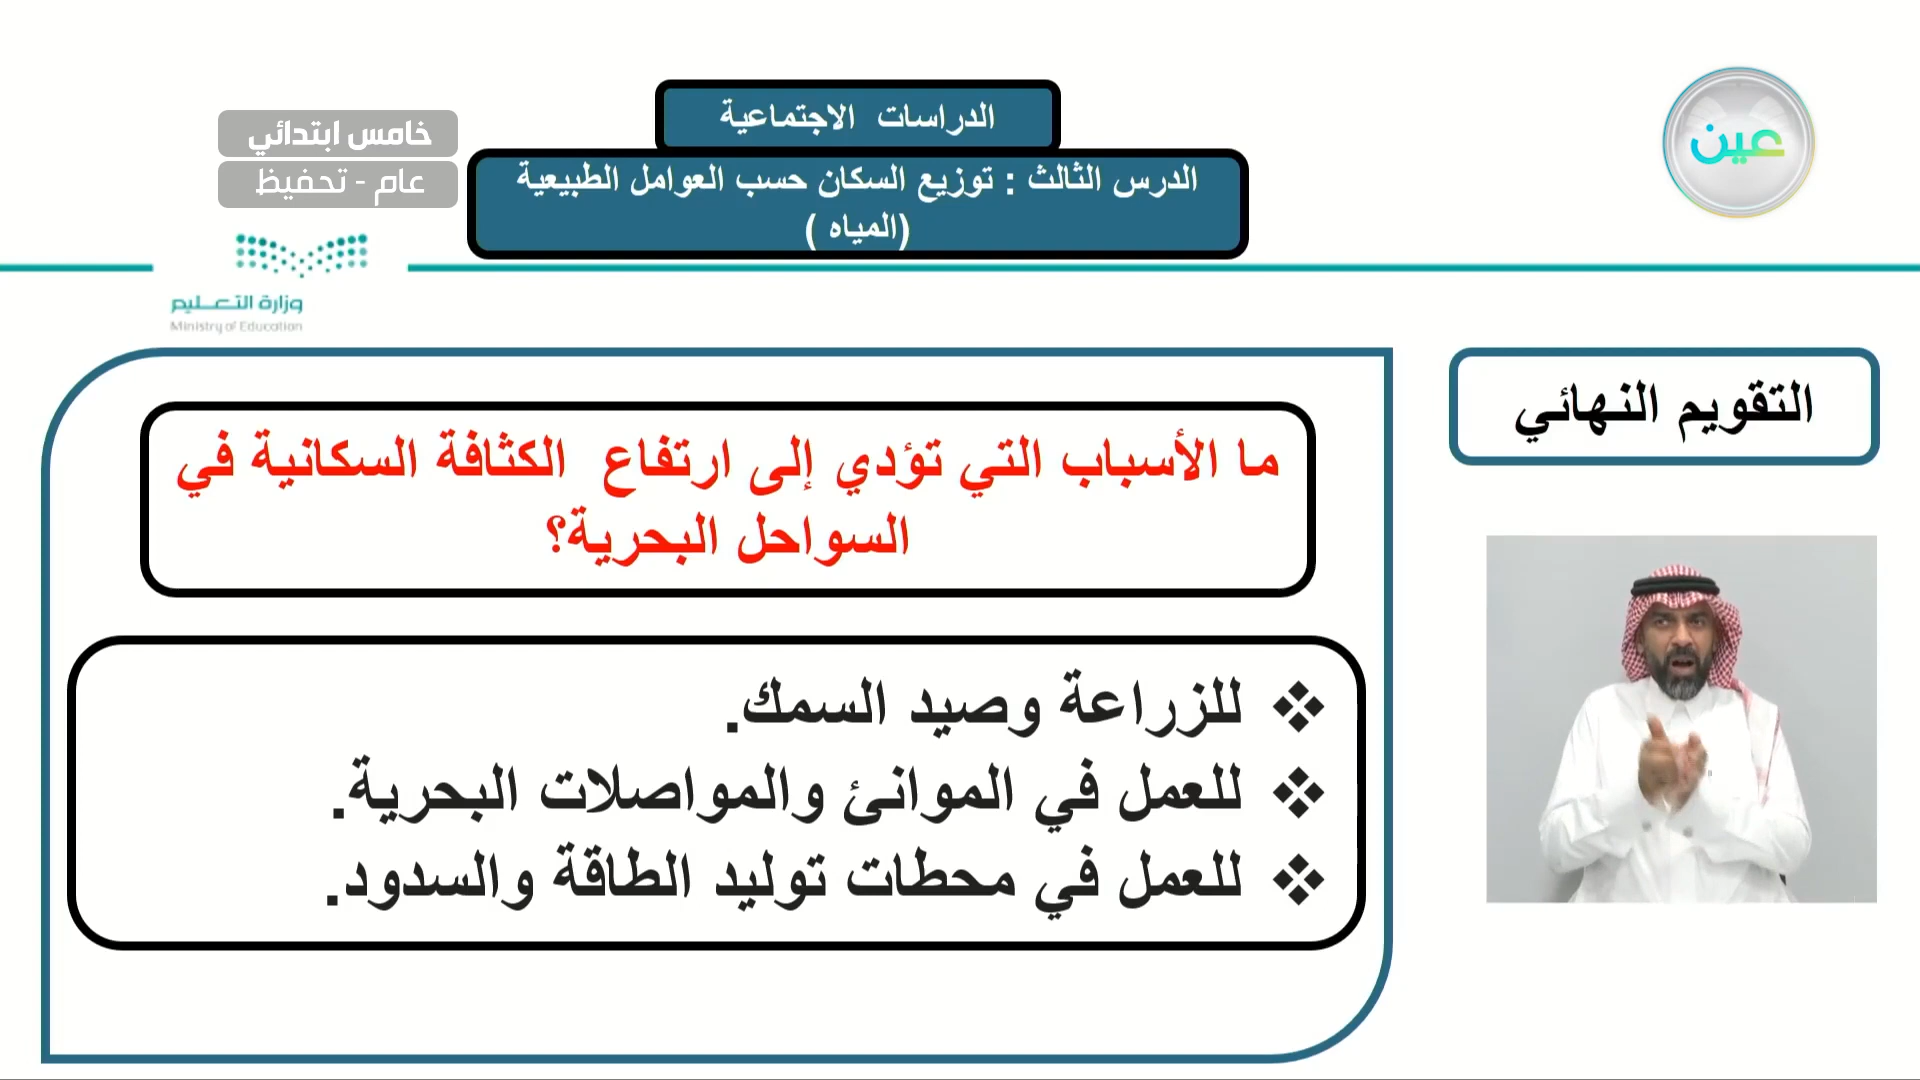 الدراسات الاجتماعية
الدرس الثالث : توزيع السكان حسب العوامل الطبيعية
(المياه )
خامس ابتدائي
عام - تحفيظ
عين
وزارة التعليم
Ministry of Education
التقويم النهائي
ما الأسباب التي تؤدي إلى ارتفاع الكثافة السكانية في
السواحل البحرية؟
❖ للزراعة وصيد السمك.
❖ للعمل في الموانئ والمواصلات البحرية.
❖ للعمل في محطات توليد الطاقة والسدود.